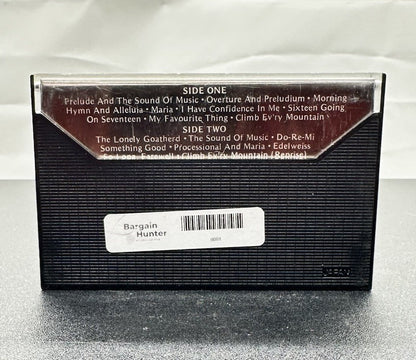 SIDE ONE
Prelude And The Sound Of Music • Overture And Preludium • Morning
Hymn And Alleluia • Maria • I Have Confidence In Me • Sixteen Going
On Seventeen • My Favourite Thing • Climb Ev'ry Mountain
SIDE TWO
The Lonely Goatherd • The Sound Of Music • Do-Re-Mi
Something Good • Processional And Maria • Edelweiss
So Long, Farewell • Climb Ev'ry Mountain (Reprise)
Bargain
Hunter
JAPAN